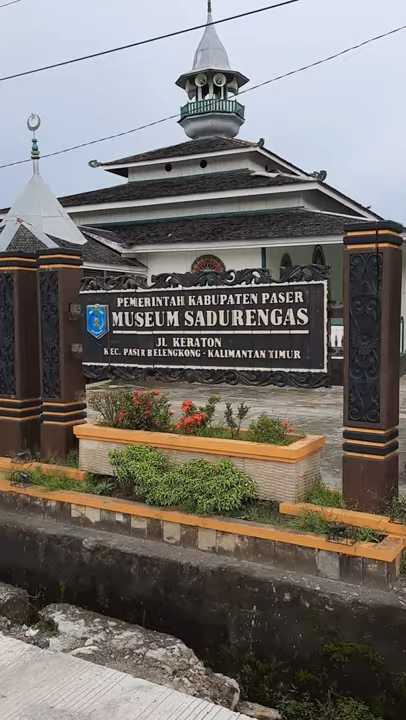 PEMERINTAH KABUPATEN PASER
MUSEUM SADURENGAS
JL. KERATON
KEC. PASIR BELENGKONG - KALIMANTAN TIMUR